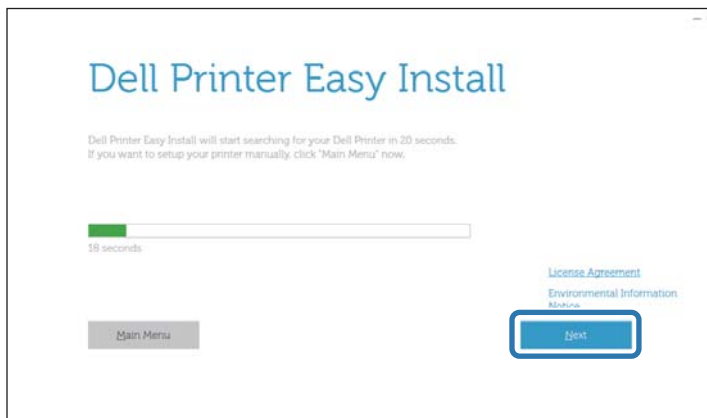 Dell Printer Easy Install
Dell Printer Easy Install will start searching for your Dell Printer in 20 seconds.
If you want to setup your printer manually, click "Main Menu" now.
18 seconds
License Agreement
Environmental Information
Notice
Main Menu
Next